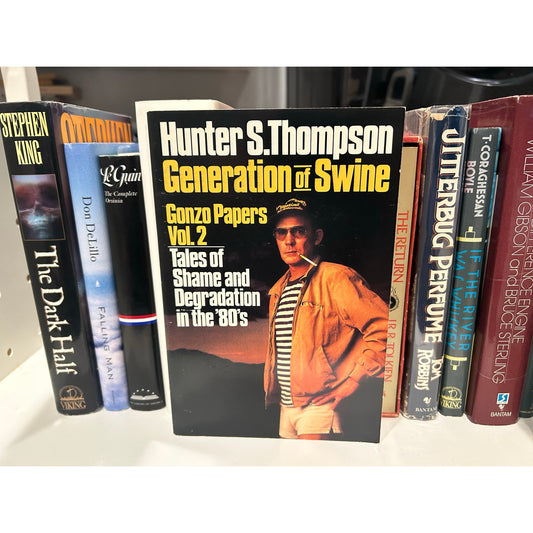 STEPHEN
KING
The Dark Half
VIKING
Don DeLillo
FALLING MAN
Le Guin
The Complete
Orsinia
Hunter S. Thompson
Generation of Swine
Gonzo Papers
Vol. 2
Tales of
Shame and
Degradation
in the '80's
THE RETURN
J.R.R. TOLKIEN
JITTERBUG PERFUME
TOM
ROBBINS
BANTAM
T. CORAGHESSAN
BOYLE
IF THE RIVER
WAS WHISKEY
VIKING
DIFFERENCE ENGINE
WILLIAM GIBSON
and BRUCE STERLING
BANTAM